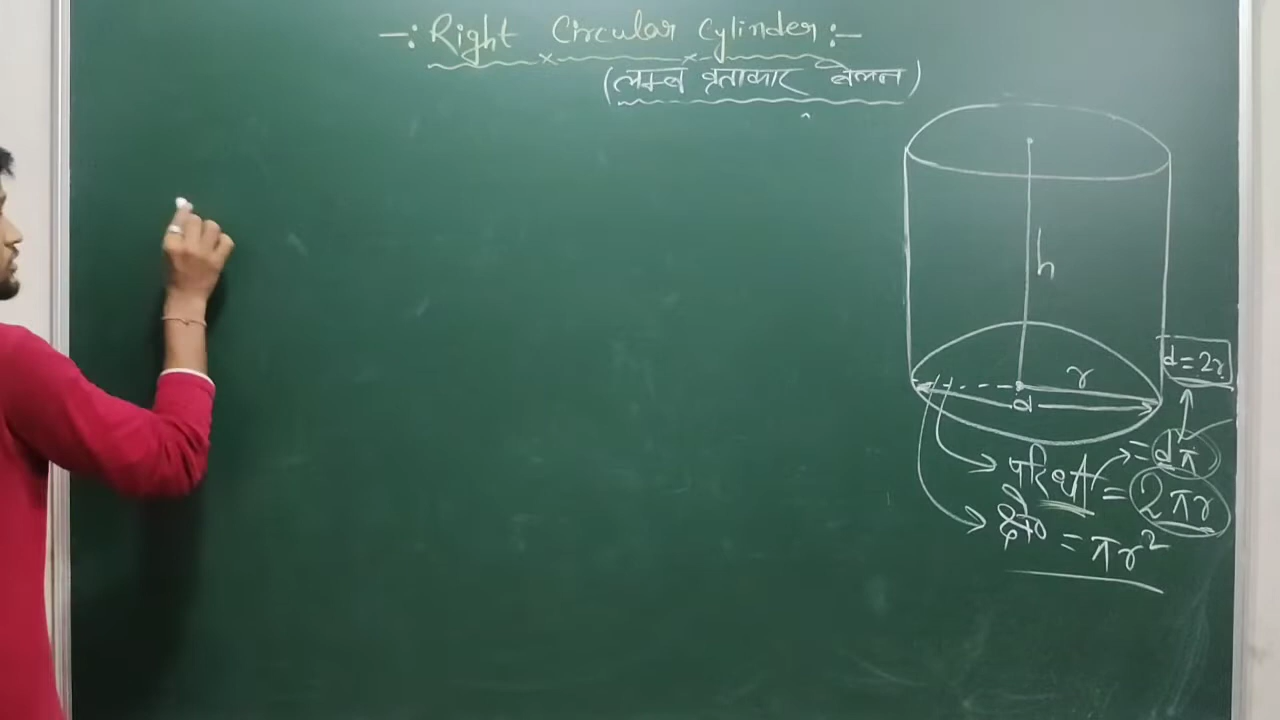 -: Right Circular Cylinder :-
(लम्ब वृताकार बेलन)
h
r
d
d = 2r
परिधी = dπ
= 2πr
क्षे० = πr²